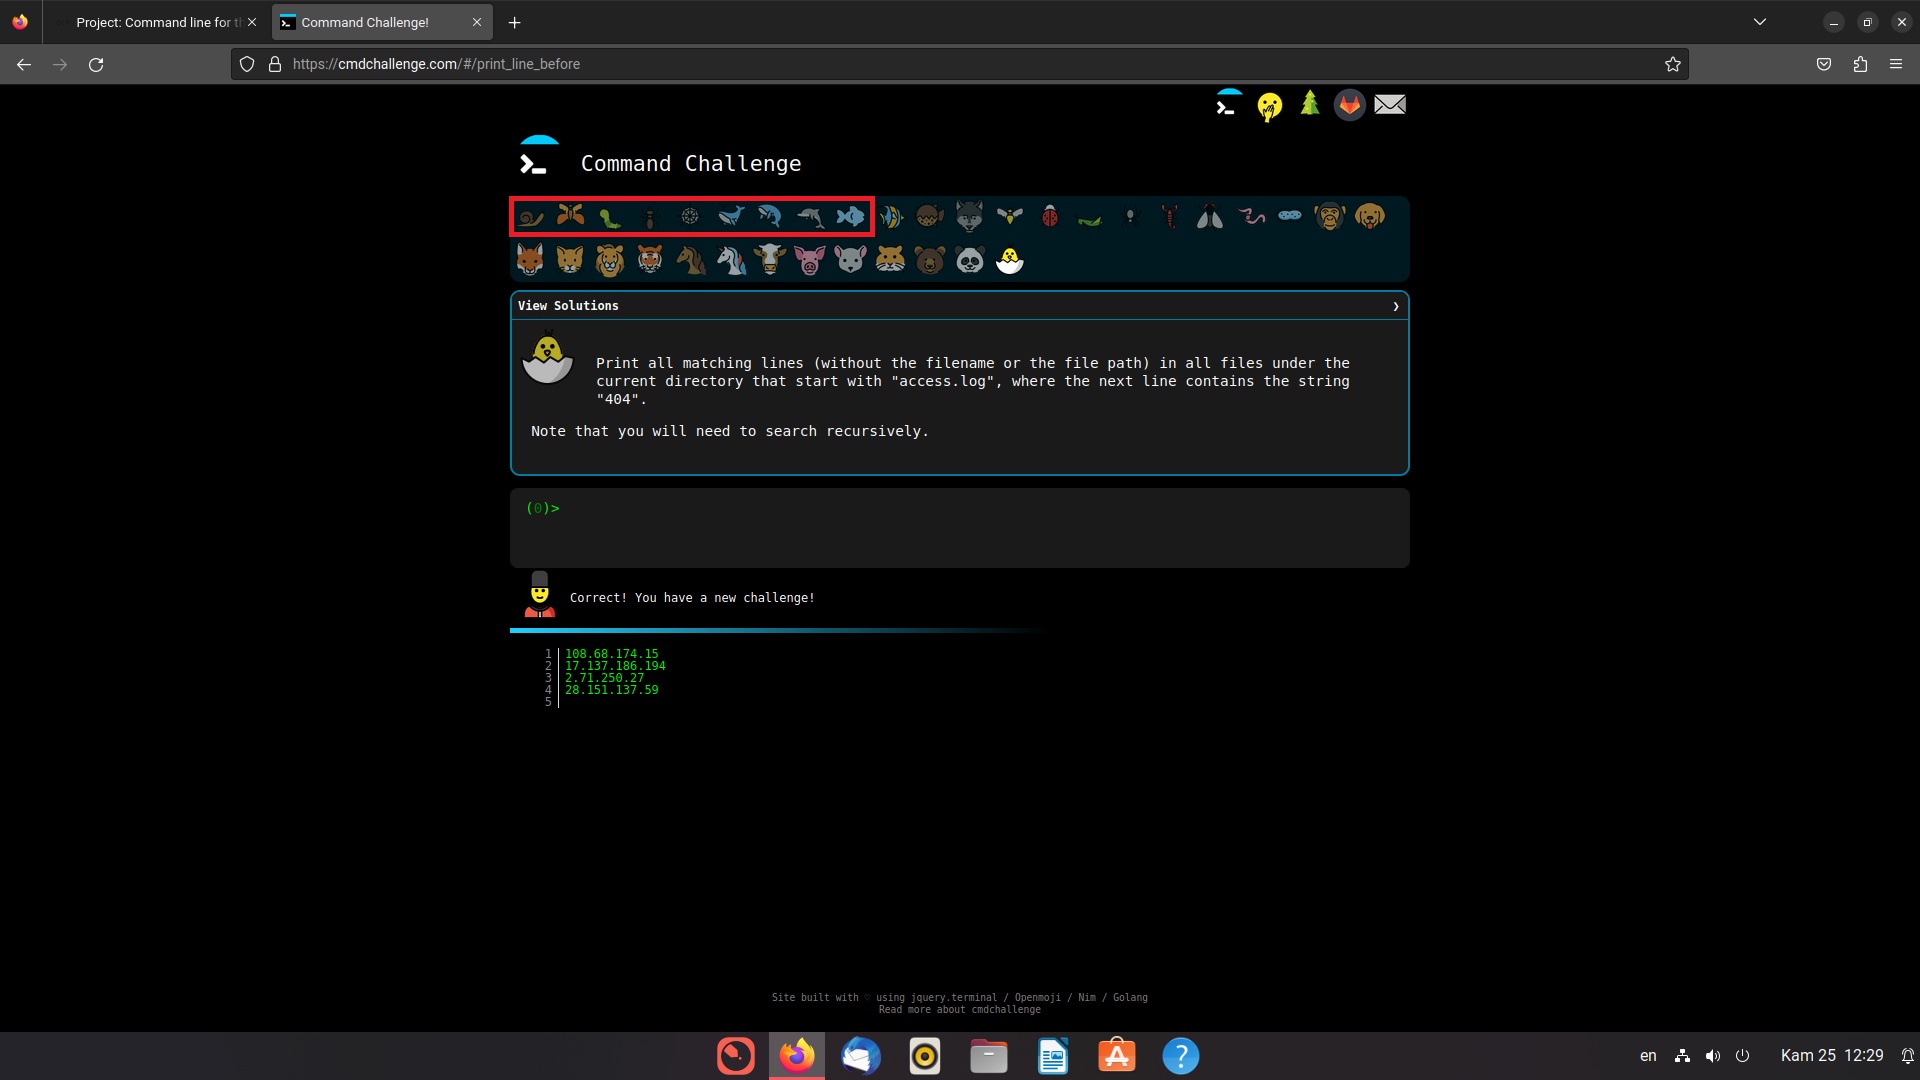 Project: Command line for t
Command Challenge!
https://cmdchallenge.com/#/print_line_before
Command Challenge
View Solutions
Print all matching lines (without the filename or the file path) in all files under the
current directory that start with "access.log", where the next line contains the string
"404".
Note that you will need to search recursively.
(0)>
Correct! You have a new challenge!
1 108.68.174.15
2 17.137.186.194
3 2.71.250.27
4 28.151.137.59
5
Site built with ♡ using jquery.terminal / Openmoji / Nim / Golang
Read more about cmdchallenge
en
Kam 25 12:29